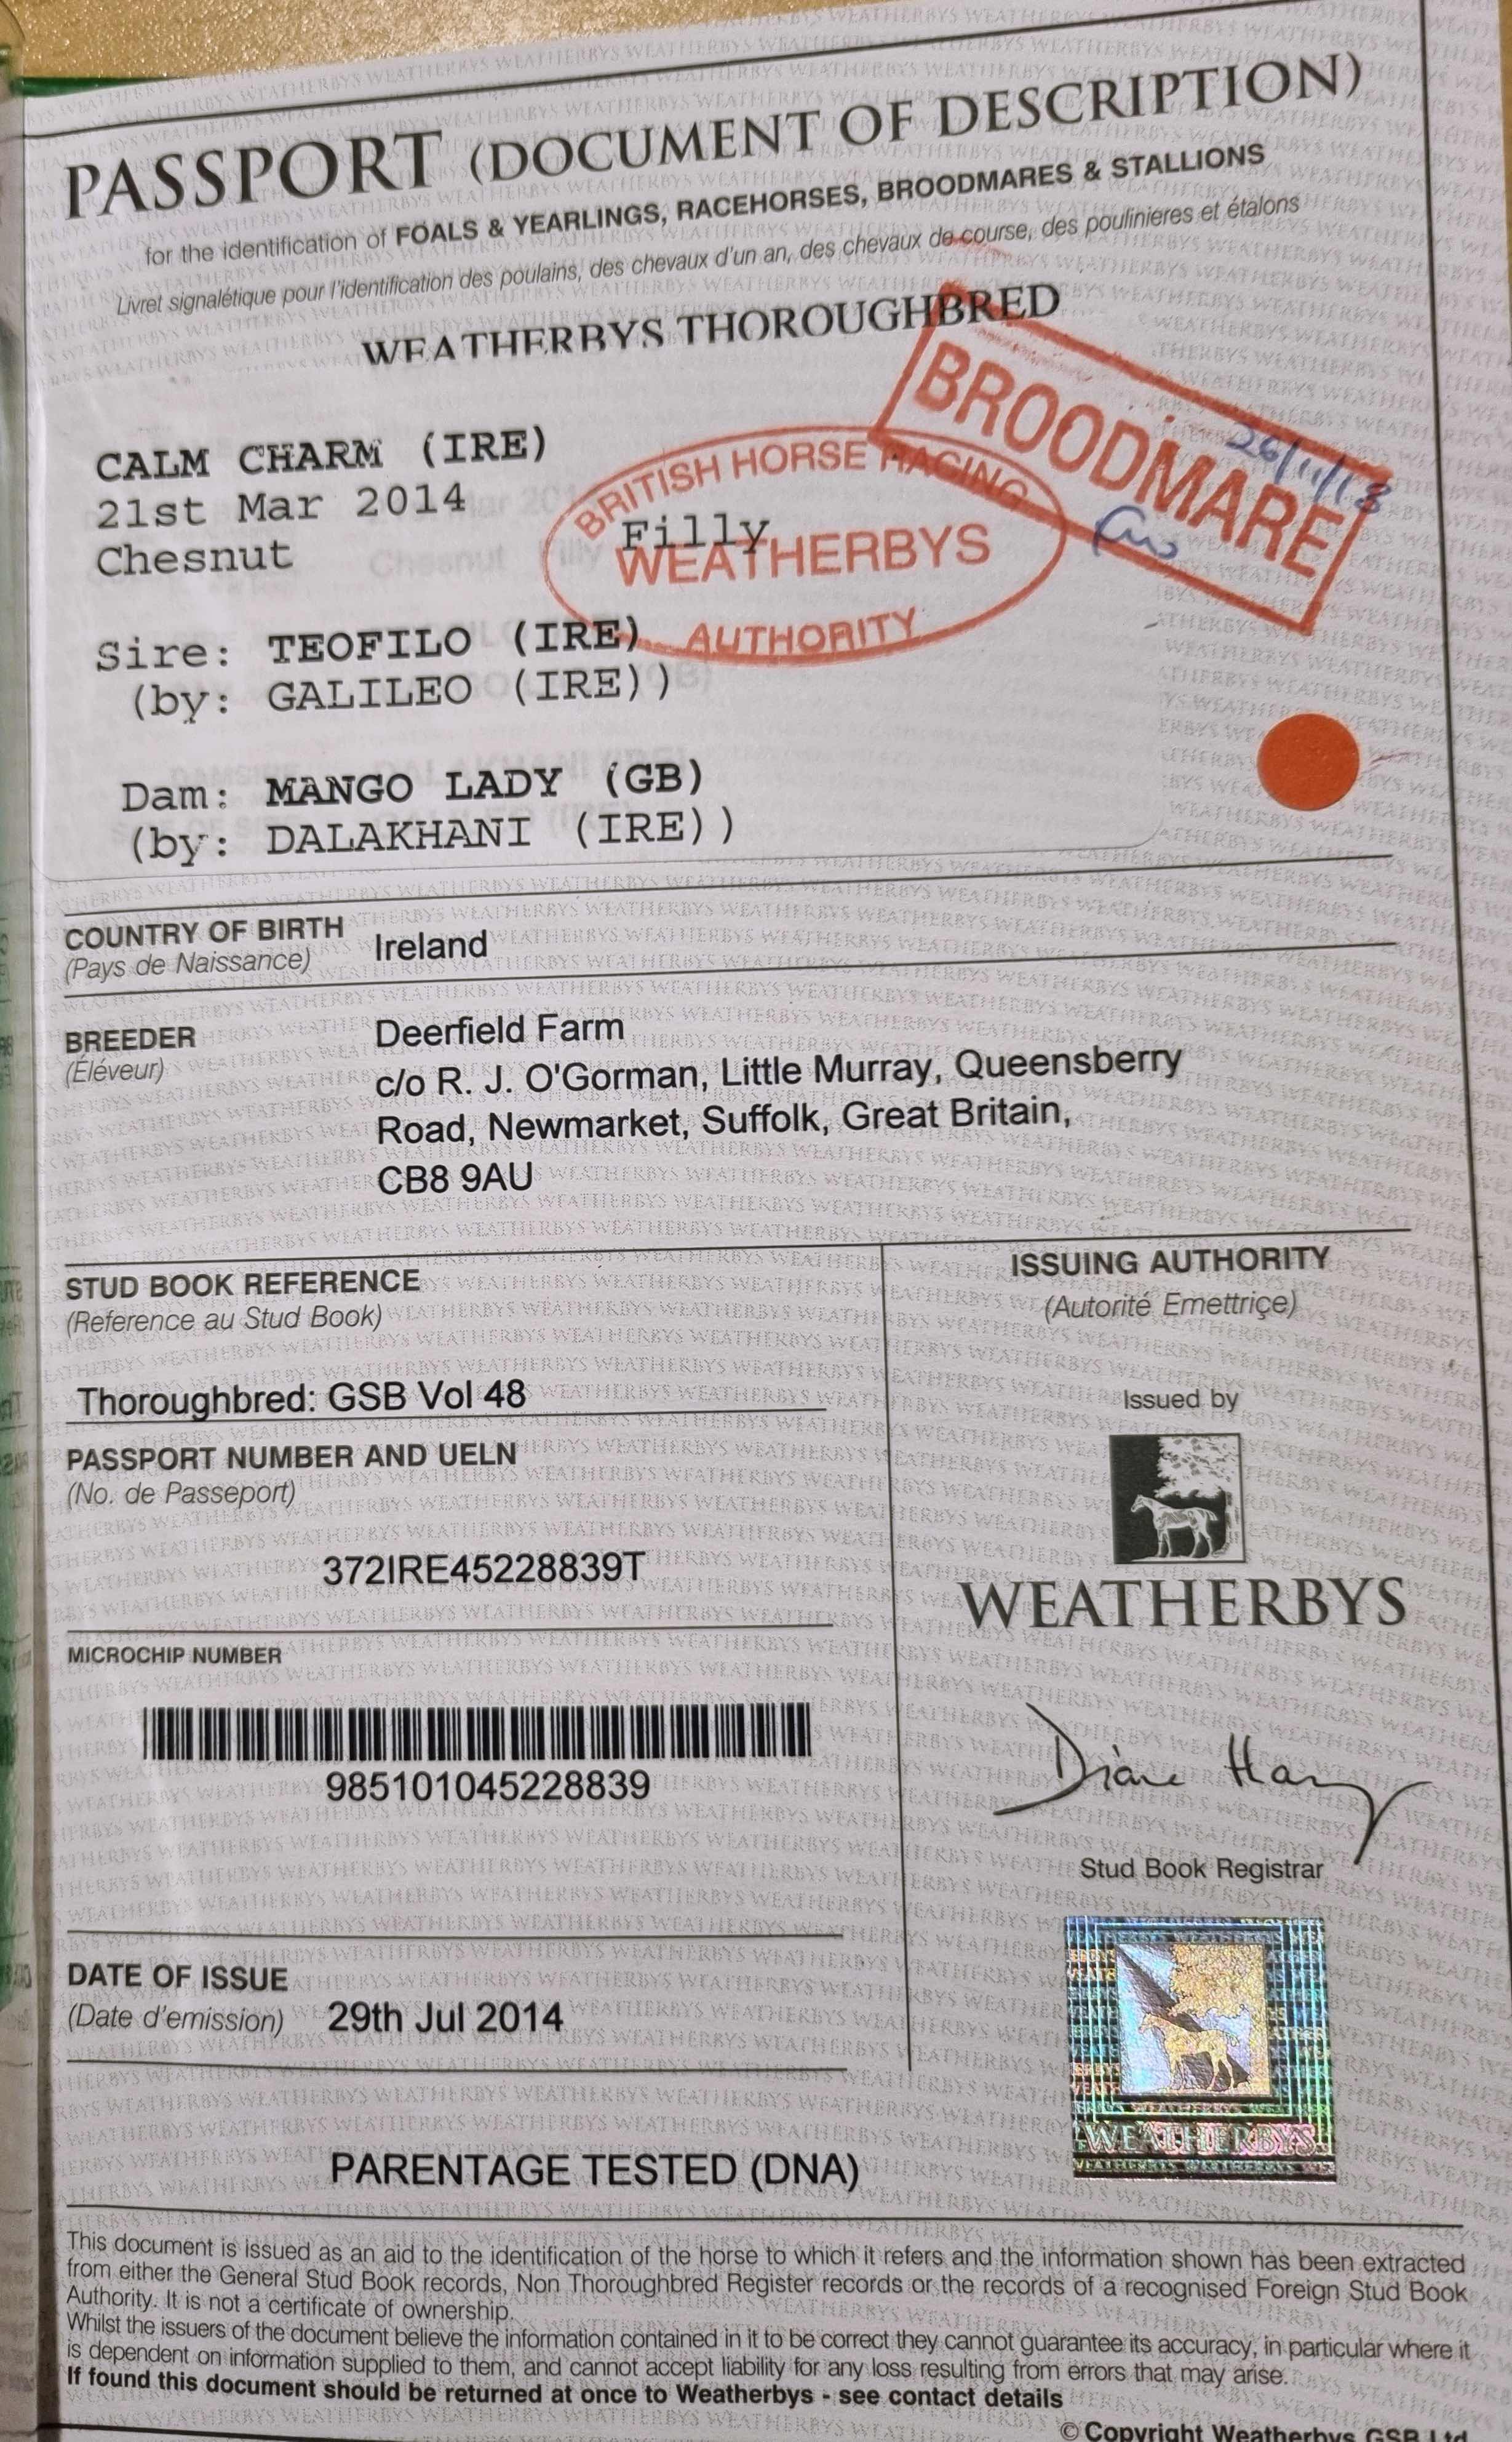 PASSPORT (DOCUMENT OF DESCRIPTION)
for the identification of FOALS & YEARLINGS, RACEHORSES, BROODMARES & STALLIONS
Livret signalétique pour l'identification des poulains, des chevaux d'un an, des chevaux de course, des poulinieres et étalons
WEATHERBYS THOROUGHBRED
BROODMARE
26/11/18
CALM CHARM (IRE)
21st Mar 2014
Chesnut Filly
BRITISH HORSE RACING
WEATHERBYS
AUTHORITY
Sire: TEOFILO (IRE)
(by: GALILEO (IRE))
Dam: MANGO LADY (GB)
(by: DALAKHANI (IRE))
COUNTRY OF BIRTH
(Pays de Naissance)
Ireland
BREEDER
(Éléveur)
Deerfield Farm
c/o R. J. O'Gorman, Little Murray, Queensberry
Road, Newmarket, Suffolk, Great Britain,
CB8 9AU
STUD BOOK REFERENCE
(Reference au Stud Book)
Thoroughbred: GSB Vol 48
PASSPORT NUMBER AND UELN
(No. de Passeport)
372IRE45228839T
MICROCHIP NUMBER
985101045228839
DATE OF ISSUE
(Date d'emission)
29th Jul 2014
ISSUING AUTHORITY
(Autorité Emettriçe)
Issued by
WEATHERBYS
Stud Book Registrar
WEATHERBYS
PARENTAGE TESTED (DNA)
This document is issued as an aid to the identification of the horse to which it refers and the information shown has been extracted
from either the General Stud Book records, Non Thoroughbred Register records or the records of a recognised Foreign Stud Book
Authority. It is not a certificate of ownership.
Whilst the issuers of the document believe the information contained in it to be correct they cannot guarantee its accuracy, in particular where it
is dependent on information supplied to them, and cannot accept liability for any loss resulting from errors that may arise.
If found this document should be returned at once to Weatherbys - see contact details
© Copyright Weatherbys GSB Ltd